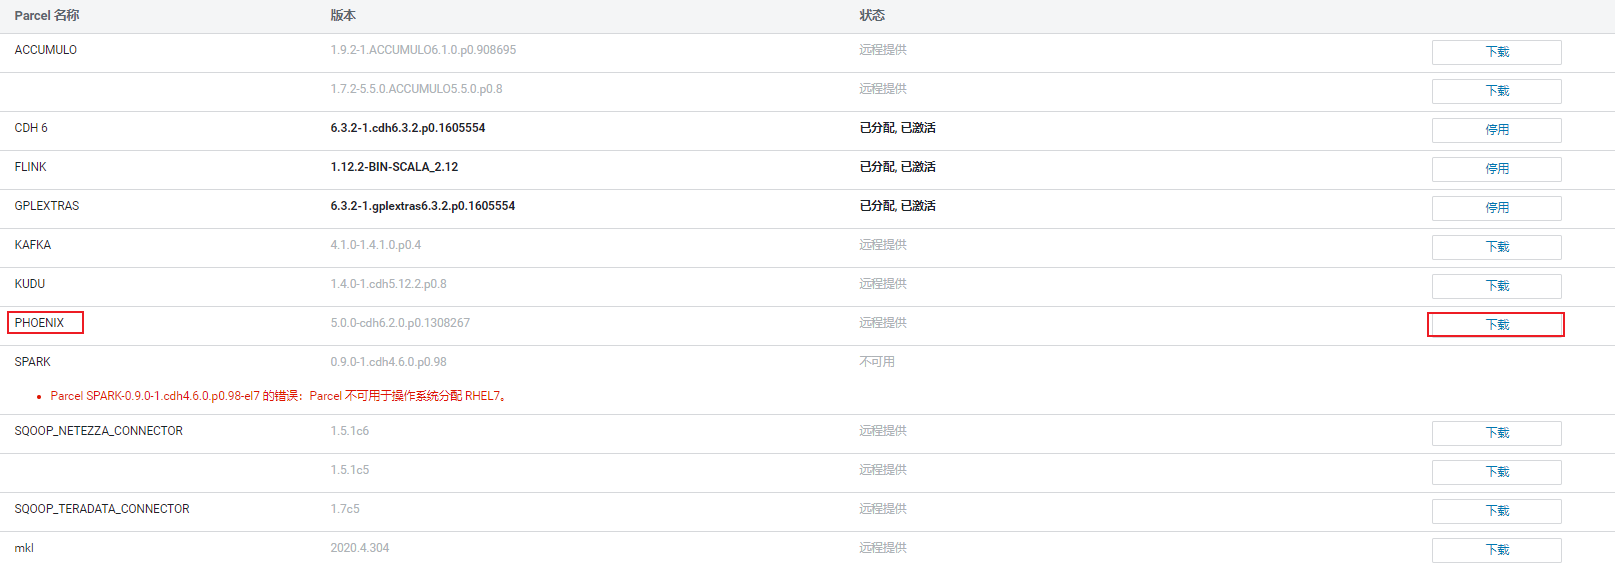 Parcel 名称 版本 状态
ACCUMULO 1.9.2-1.ACCUMULO6.1.0.p0.908695 远程提供 下载
1.7.2-5.5.0.ACCUMULO5.5.0.p0.8 远程提供 下载
CDH 6 6.3.2-1.cdh6.3.2.p0.1605554 已分配, 已激活 停用
FLINK 1.12.2-BIN-SCALA_2.12 已分配, 已激活 停用
GPLEXTRAS 6.3.2-1.gplextras6.3.2.p0.1605554 已分配, 已激活 停用
KAFKA 4.1.0-1.4.1.0.p0.4 远程提供 下载
KUDU 1.4.0-1.cdh5.12.2.p0.8 远程提供 下载
PHOENIX 5.0.0-cdh6.2.0.p0.1308267 远程提供 下载
SPARK 0.9.0-1.cdh4.6.0.p0.98 不可用
• Parcel SPARK-0.9.0-1.cdh4.6.0.p0.98-el7 的错误：Parcel 不可用于操作系统分配 RHEL7。
SQOOP_NETEZZA_CONNECTOR 1.5.1c6 远程提供 下载
1.5.1c5 远程提供 下载
SQOOP_TERADATA_CONNECTOR 1.7c5 远程提供 下载
mkl 2020.4.304 远程提供 下载